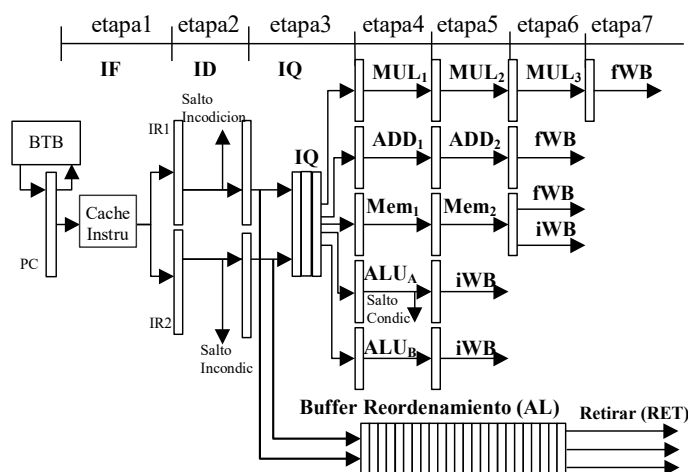 etapa1 etapa2 etapa3 etapa4 etapa5 etapa6 etapa7
IF ID IQ MUL1 MUL2 MUL3 fWB
Salto
Incodicion
BTB
IR1
IQ
ADD1 ADD2 fWB
fWB
Cache
Instru
Mem1 Mem2
iWB
PC
ALUA iWB
Salto
Condic
IR2
Salto
Incondic
ALUB iWB
Buffer Reordenamiento (AL) Retirar (RET)